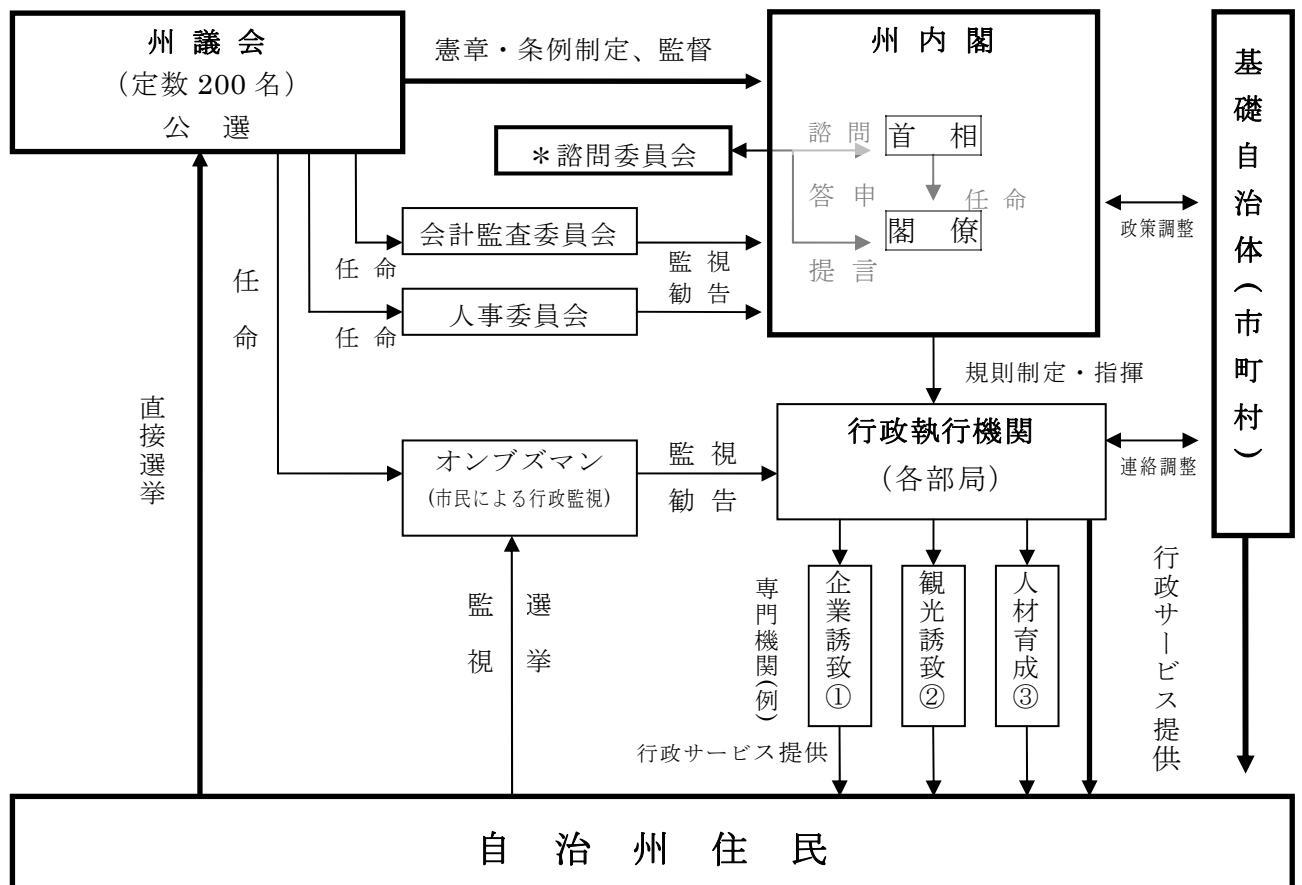 州 議 会
（定数 200 名）
公 選
憲章・条例制定、監督
州 内 閣
諮 問
首 相
＊諮問委員会
答 申
任 命
閣 僚
提 言
会計監査委員会
任 命
監 視
勧 告
人事委員会
任 命
任 命
政策調整
基礎自治体（市町村）
規則制定・指揮
直接選挙
オンブズマン
(市民による行政監視)
監 視
勧 告
行政執行機関
（各部局）
連絡調整
監 視
選 挙
専門機関(例)
企業誘致①
観光誘致②
人材育成③
行政サービス提供
行政サービス提供
自 治 州 住 民